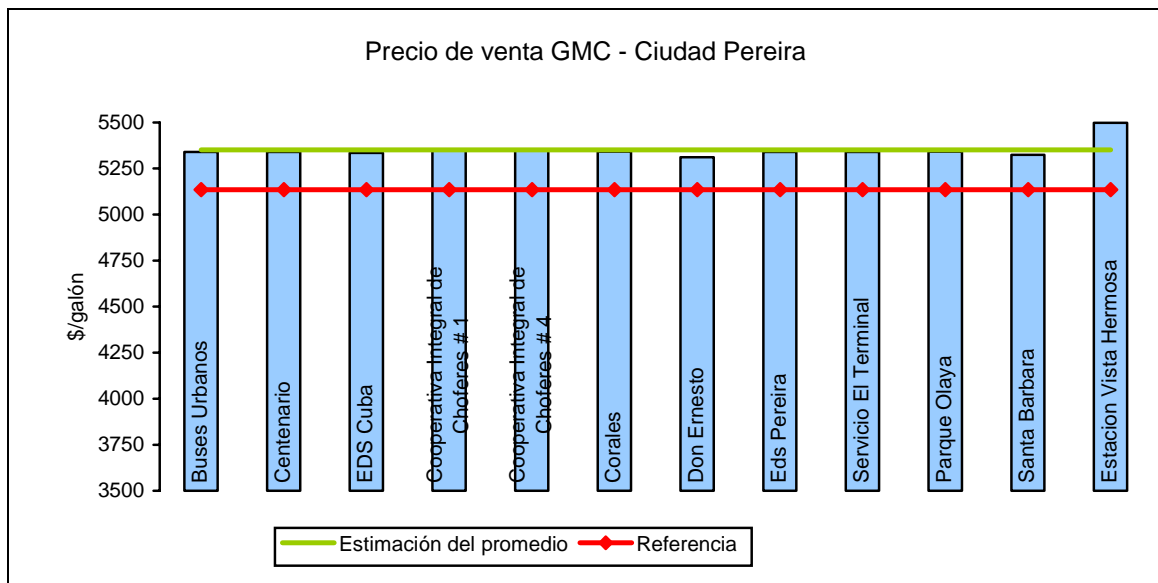 Precio de venta GMC - Ciudad Pereira
$/galón
5500
5250
5000
4750
4500
4250
4000
3750
3500
Buses Urbanos
Centenario
EDS Cuba
Cooperativa Integral de
Choferes # 1
Cooperativa Integral de
Choferes # 4
Corales
Don Ernesto
Eds Pereira
Servicio El Terminal
Parque Olaya
Santa Barbara
Estacion Vista Hermosa
Estimación del promedio
Referencia